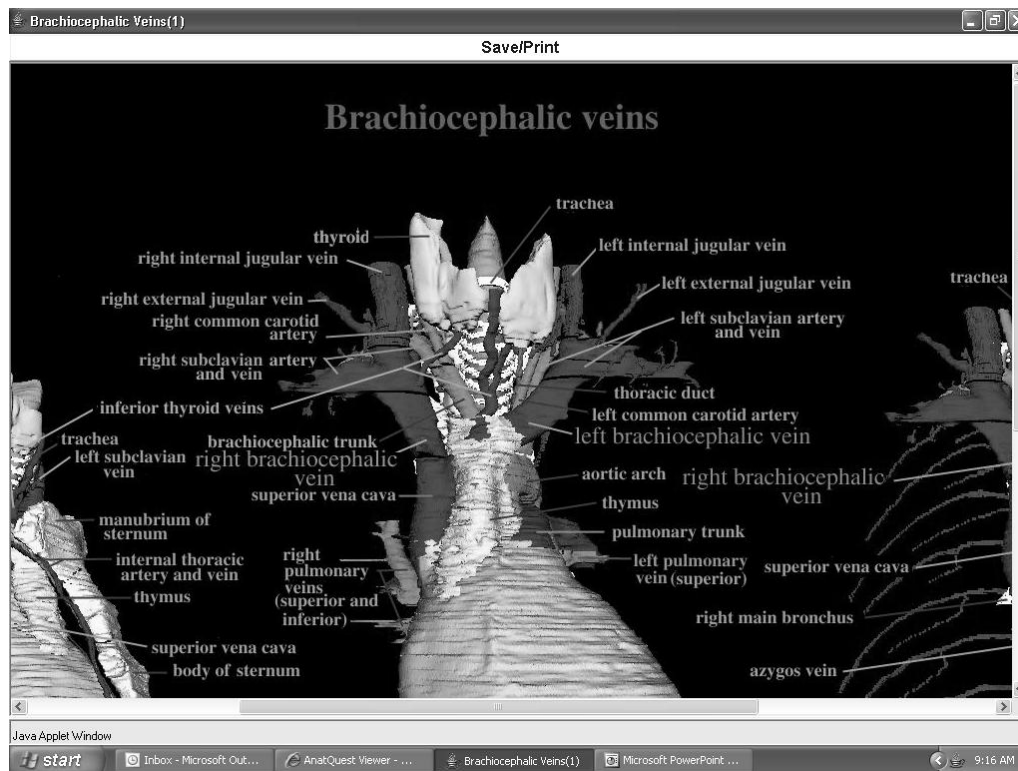 Brachiocephalic Veins(1)
Save/Print
Brachiocephalic veins
trachea
thyroid
right internal jugular vein
left internal jugular vein
right external jugular vein
left external jugular vein
right common carotid
artery
left subclavian artery
and vein
right subclavian artery
and vein
thoracic duct
inferior thyroid veins
left common carotid artery
brachiocephalic trunk
left brachiocephalic vein
right brachiocephalic
vein
superior vena cava
aortic arch
thymus
pulmonary trunk
right
pulmonary
veins
(superior and
inferior)
left pulmonary
vein (superior)
trachea
left subclavian
vein
manubrium of
sternum
internal thoracic
artery and vein
thymus
superior vena cava
body of sternum
trachea
right brachiocephalic
vein
superior vena cava
right main bronchus
azygos vein
Java Applet Window
start
Inbox - Microsoft Out...
AnatQuest Viewer - ...
Brachiocephalic Veins(1)
Microsoft PowerPoint ...
9:16 AM